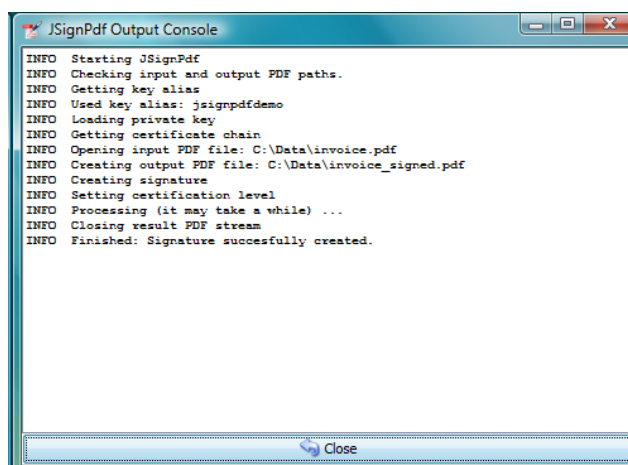 JSignPdf Output Console
INFO Starting JSignPdf
INFO Checking input and output PDF paths.
INFO Getting key alias
INFO Used key alias: jsignpdfdemo
INFO Loading private key
INFO Getting certificate chain
INFO Opening input PDF file: C:\Data\invoice.pdf
INFO Creating output PDF file: C:\Data\invoice_signed.pdf
INFO Creating signature
INFO Setting certification level
INFO Processing (it may take a while) ...
INFO Closing result PDF stream
INFO Finished: Signature succesfully created.
Close